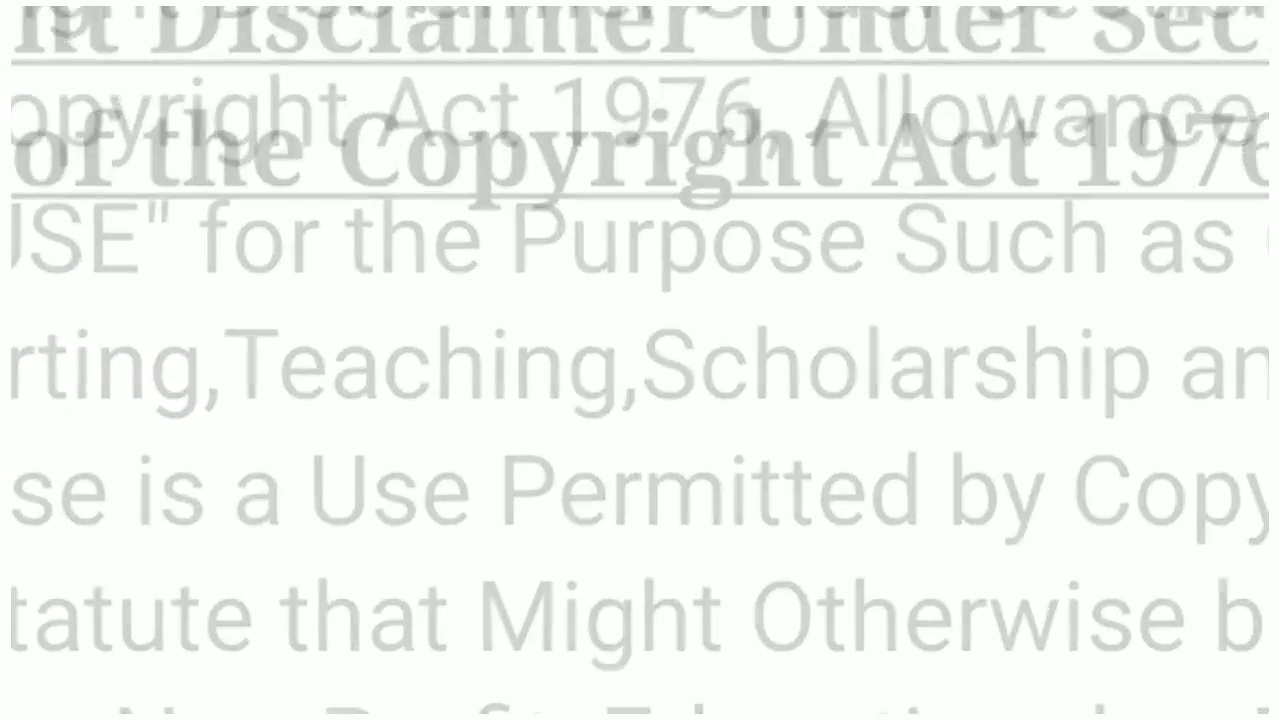 nt Disclaimer Under Sec
opyright Act 1976, Allowance
of the Copyright Act 1976
USE" for the Purpose Such as
rting,Teaching,Scholarship an
se is a Use Permitted by Copy
tatute that Might Otherwise b